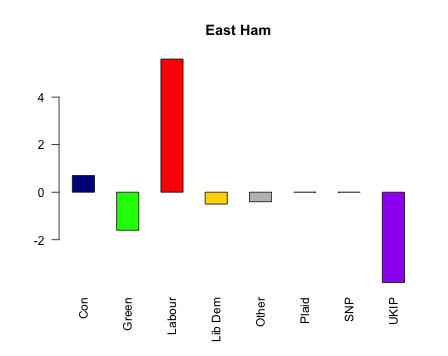 East Ham
4
2
0
-2
Con
Green
Labour
Lib Dem
Other
Plaid
SNP
UKIP